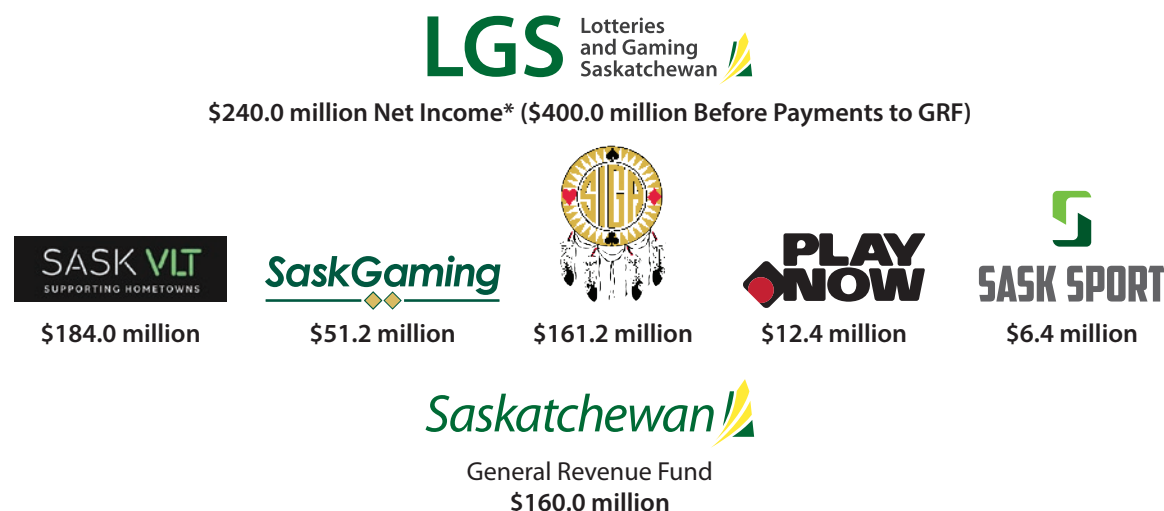 LGS
Lotteries
and Gaming
Saskatchewan
$240.0 million Net Income* ($400.0 million Before Payments to GRF)
SASK VLT
SUPPORTING HOMETOWNS
SaskGaming
SIGA
PLAY
NOW
SASK SPORT
$184.0 million
$51.2 million
$161.2 million
$12.4 million
$6.4 million
Saskatchewan
General Revenue Fund
$160.0 million